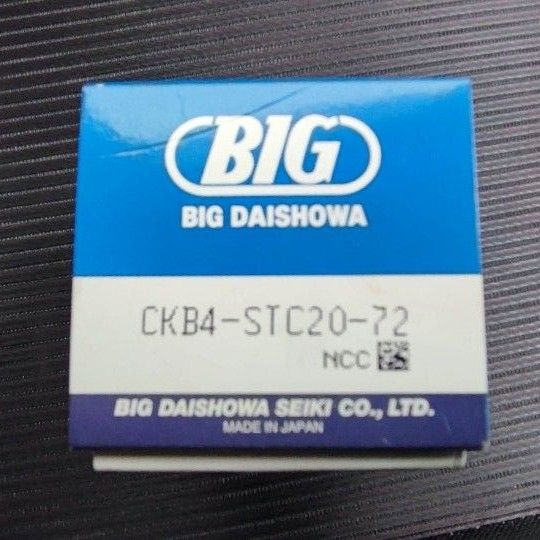 BIG
BIG DAISHOWA
CKB4-STC20-72
NCC
BIG DAISHOWA SEIKI CO., LTD.
MADE IN JAPAN